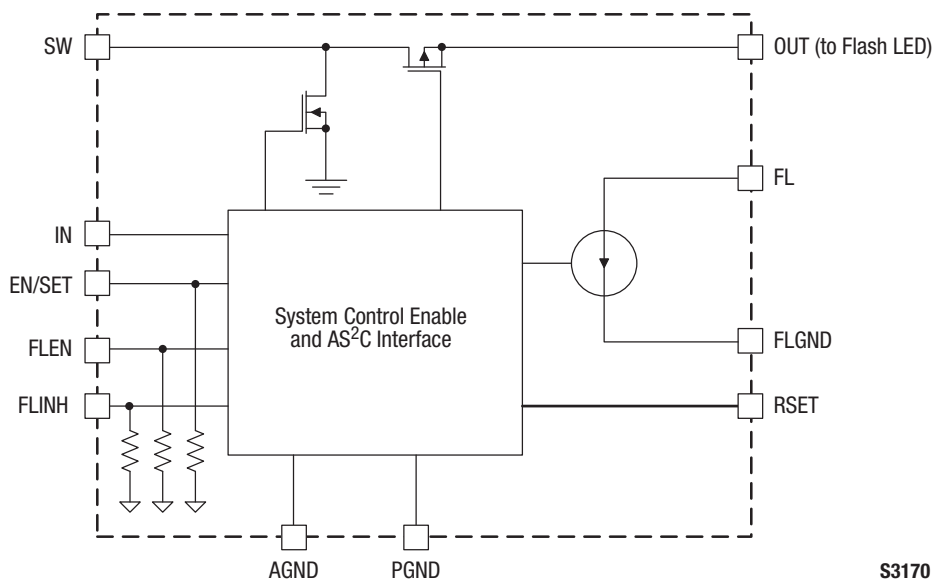 SW
OUT (to Flash LED)
FL
IN
EN/SET
System Control Enable
and AS²C Interface
FLEN
FLGND
FLINH
RSET
AGND
PGND
S3170